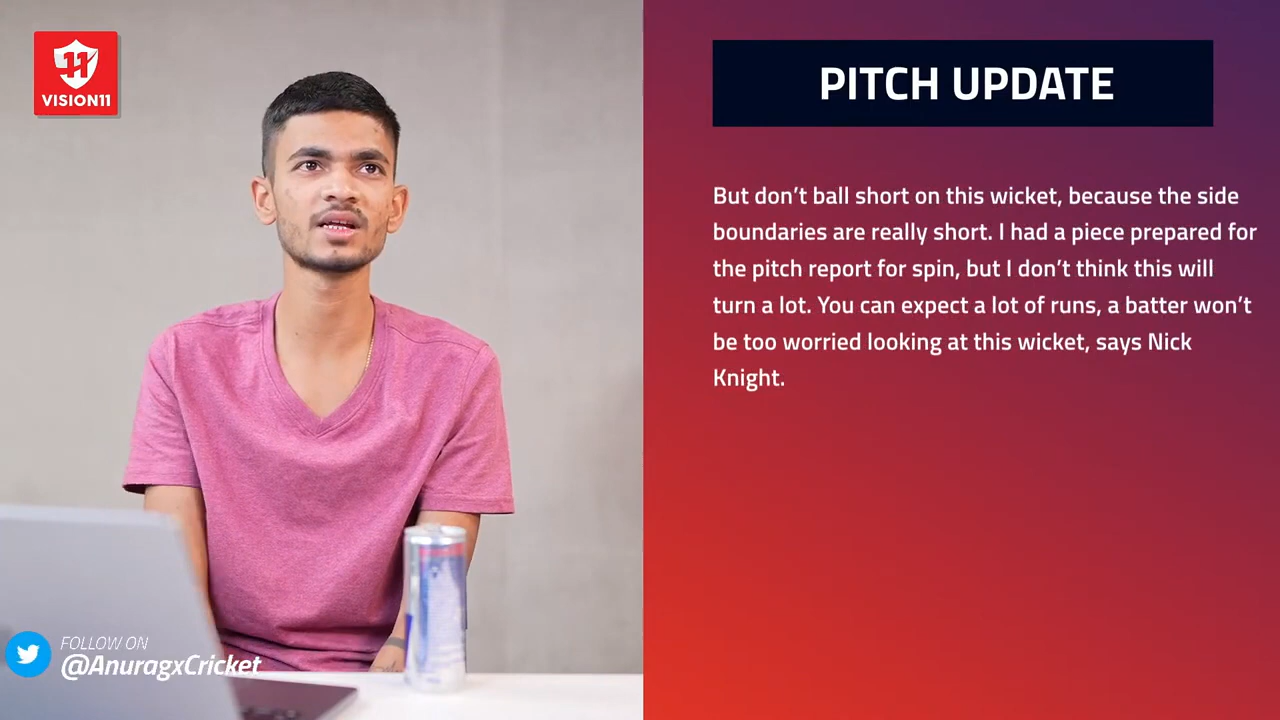 11
VISION11
PITCH UPDATE
But don't ball short on this wicket, because the side
boundaries are really short. I had a piece prepared for
the pitch report for spin, but I don't think this will
turn a lot. You can expect a lot of runs, a batter won't
be too worried looking at this wicket, says Nick
Knight.
FOLLOW ON
@AnuragxCricket